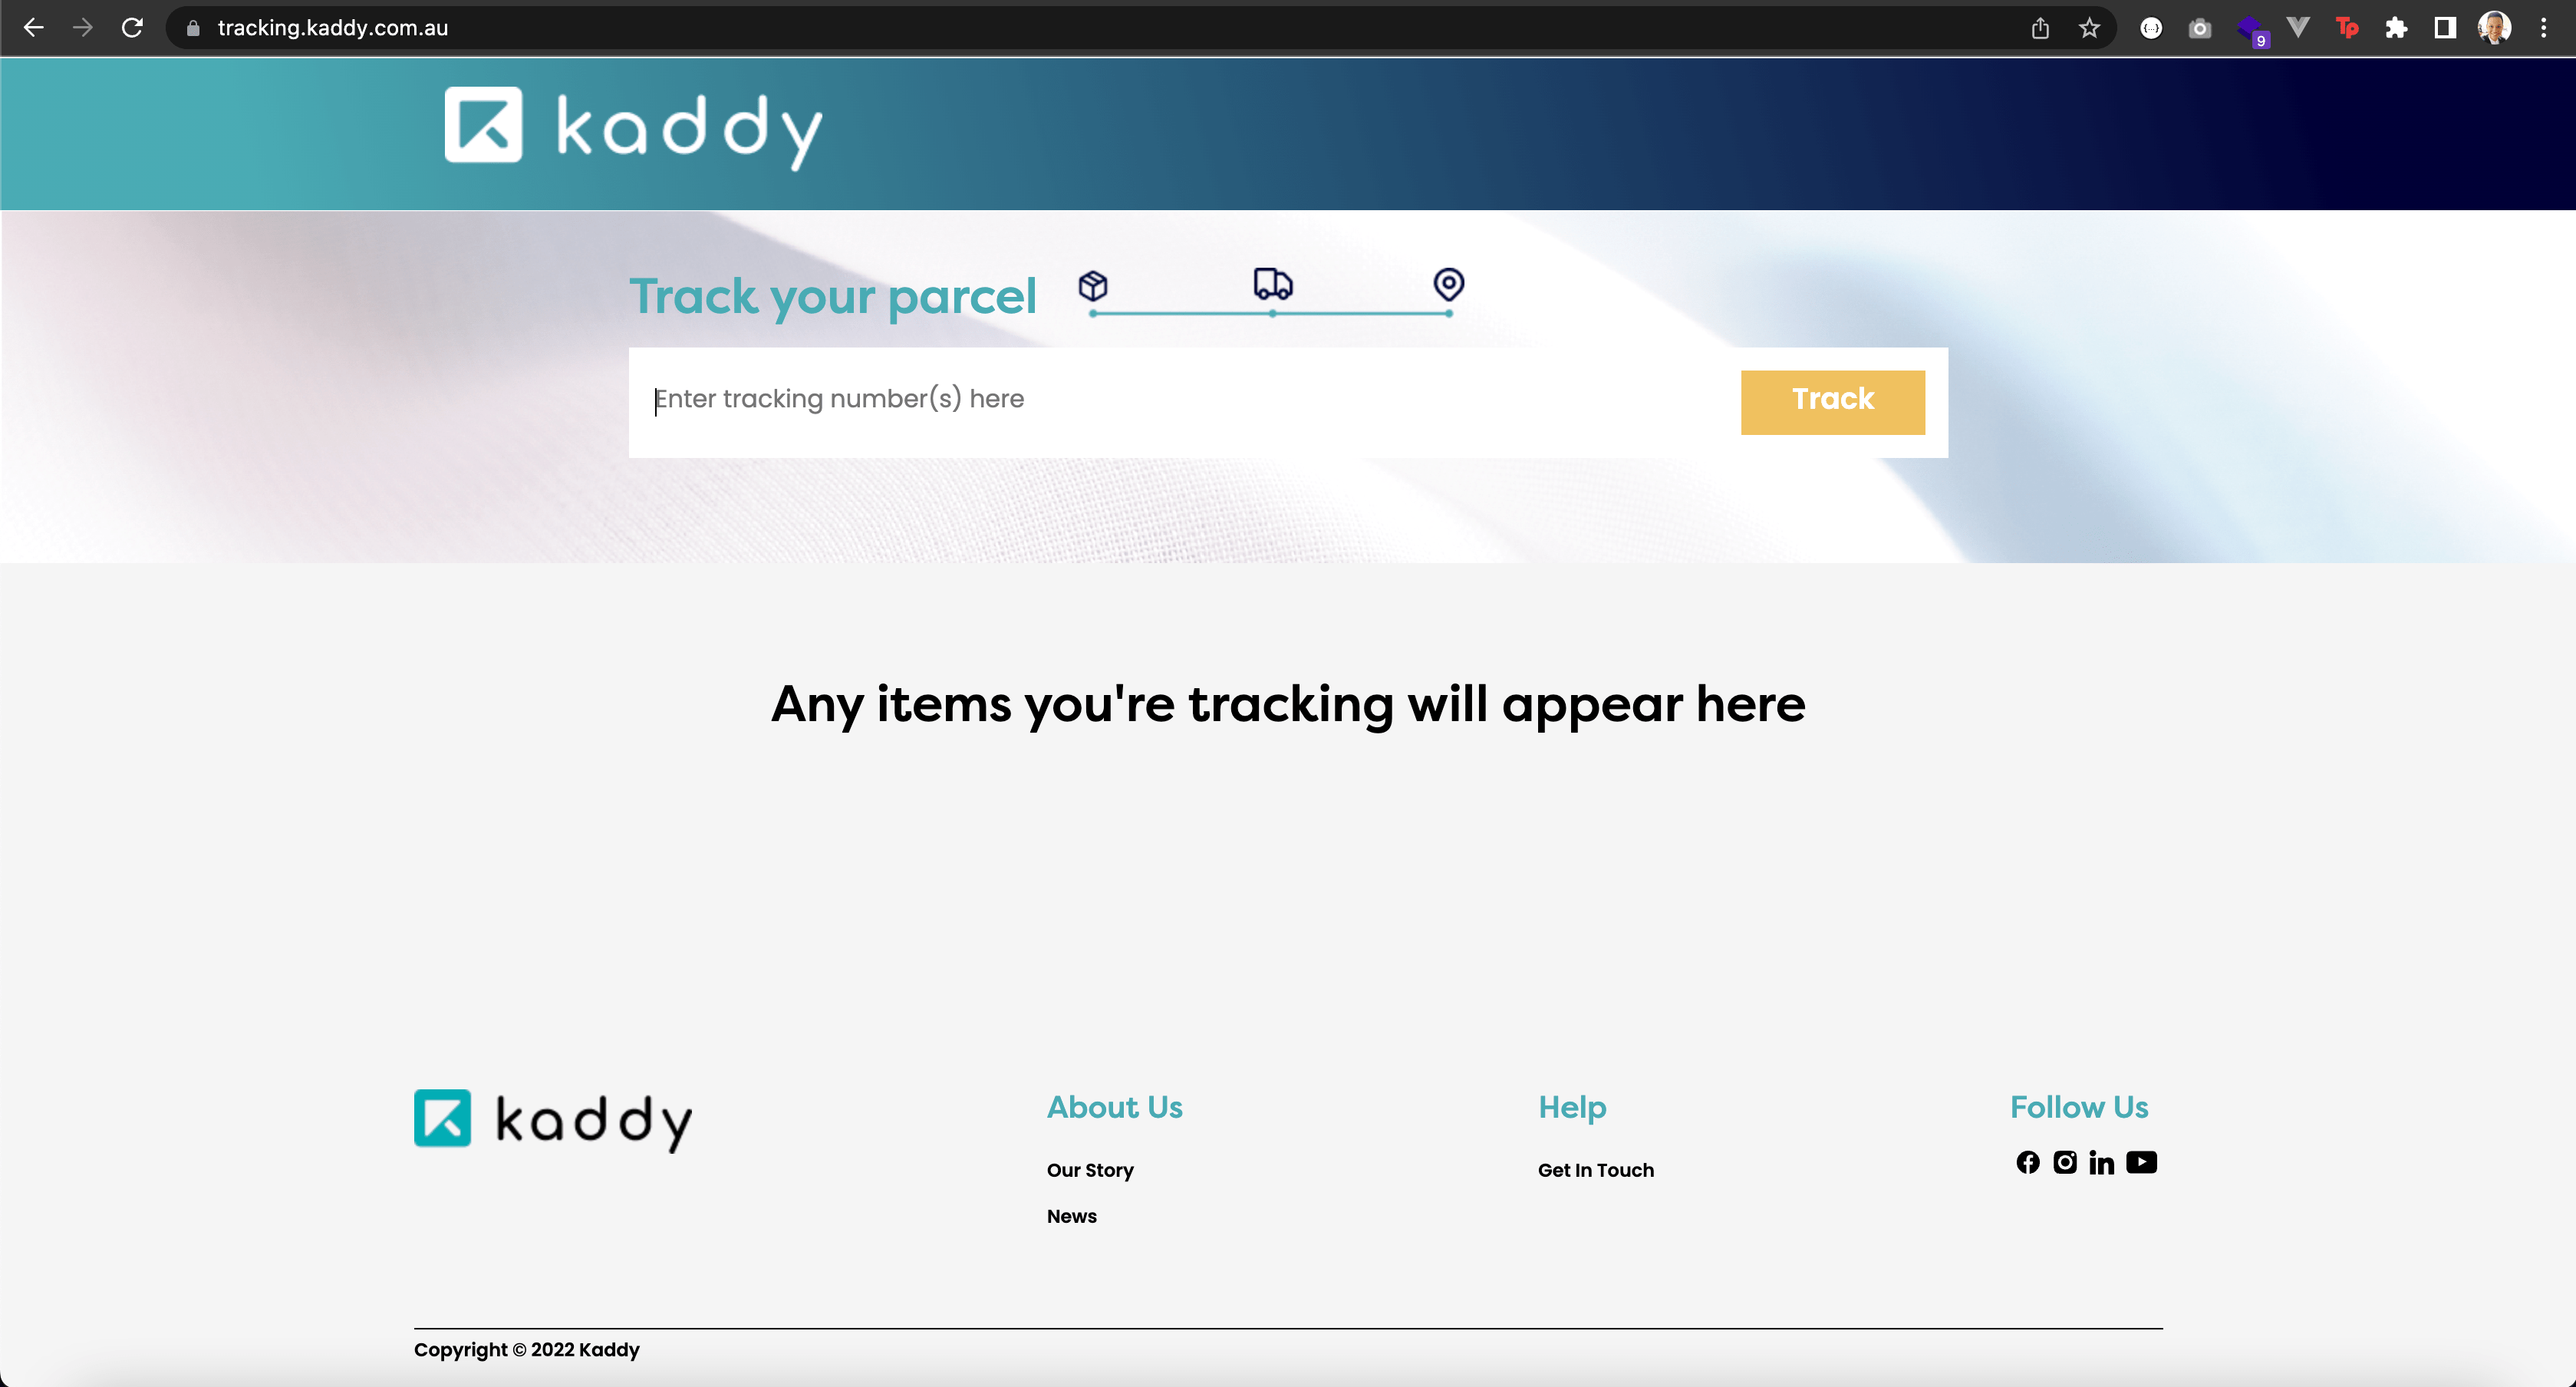 tracking.kaddy.com.au
9
Tp
kaddy
Track your parcel
Enter tracking number(s) here
Track
Any items you're tracking will appear here
kaddy
About Us
Help
Follow Us
Our Story
Get In Touch
in
News
Copyright © 2022 Kaddy